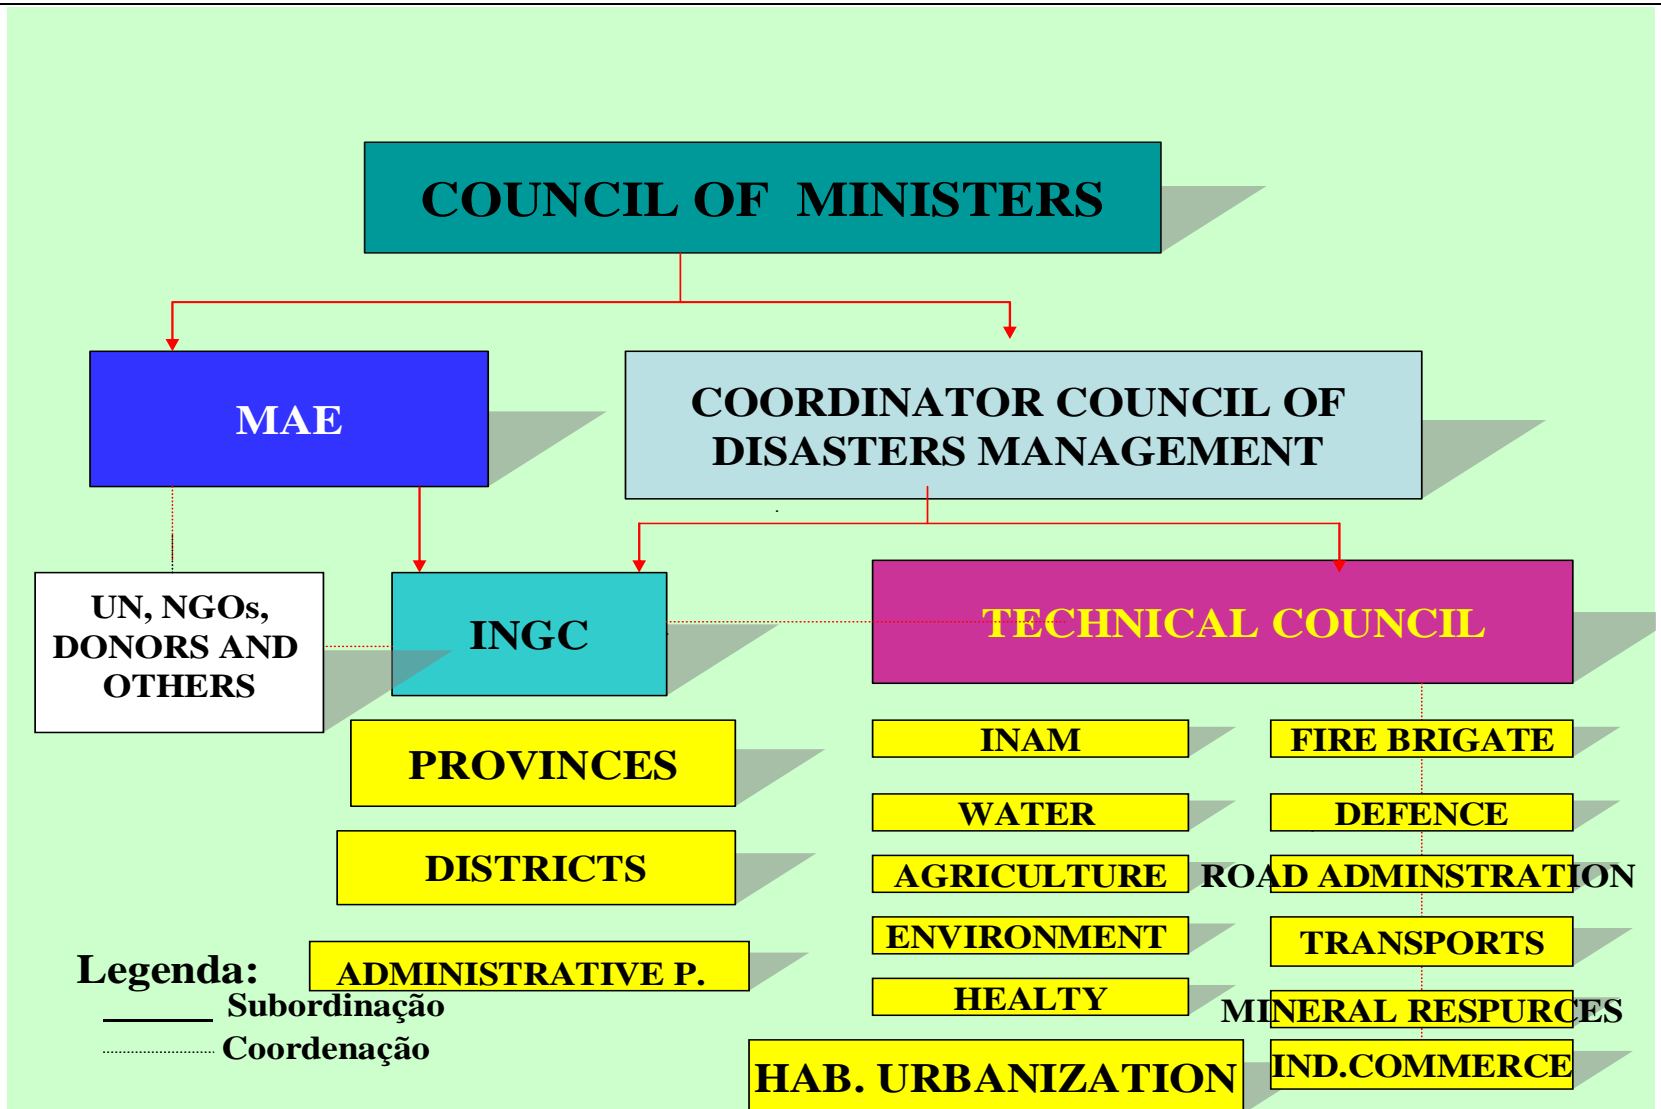 COUNCIL OF MINISTERS
MAE
COORDINATOR COUNCIL OF
DISASTERS MANAGEMENT
UN, NGOs,
DONORS AND
OTHERS
INGC
TECHNICAL COUNCIL
PROVINCES
DISTRICTS
ADMINISTRATIVE P.
INAM
WATER
AGRICULTURE
ENVIRONMENT
HEALTY
HAB. URBANIZATION
FIRE BRIGATE
DEFENCE
ROAD ADMINSTRATION
TRANSPORTS
MINERAL RESPURCES
IND.COMMERCE
Legenda:
Subordinação
Coordenação